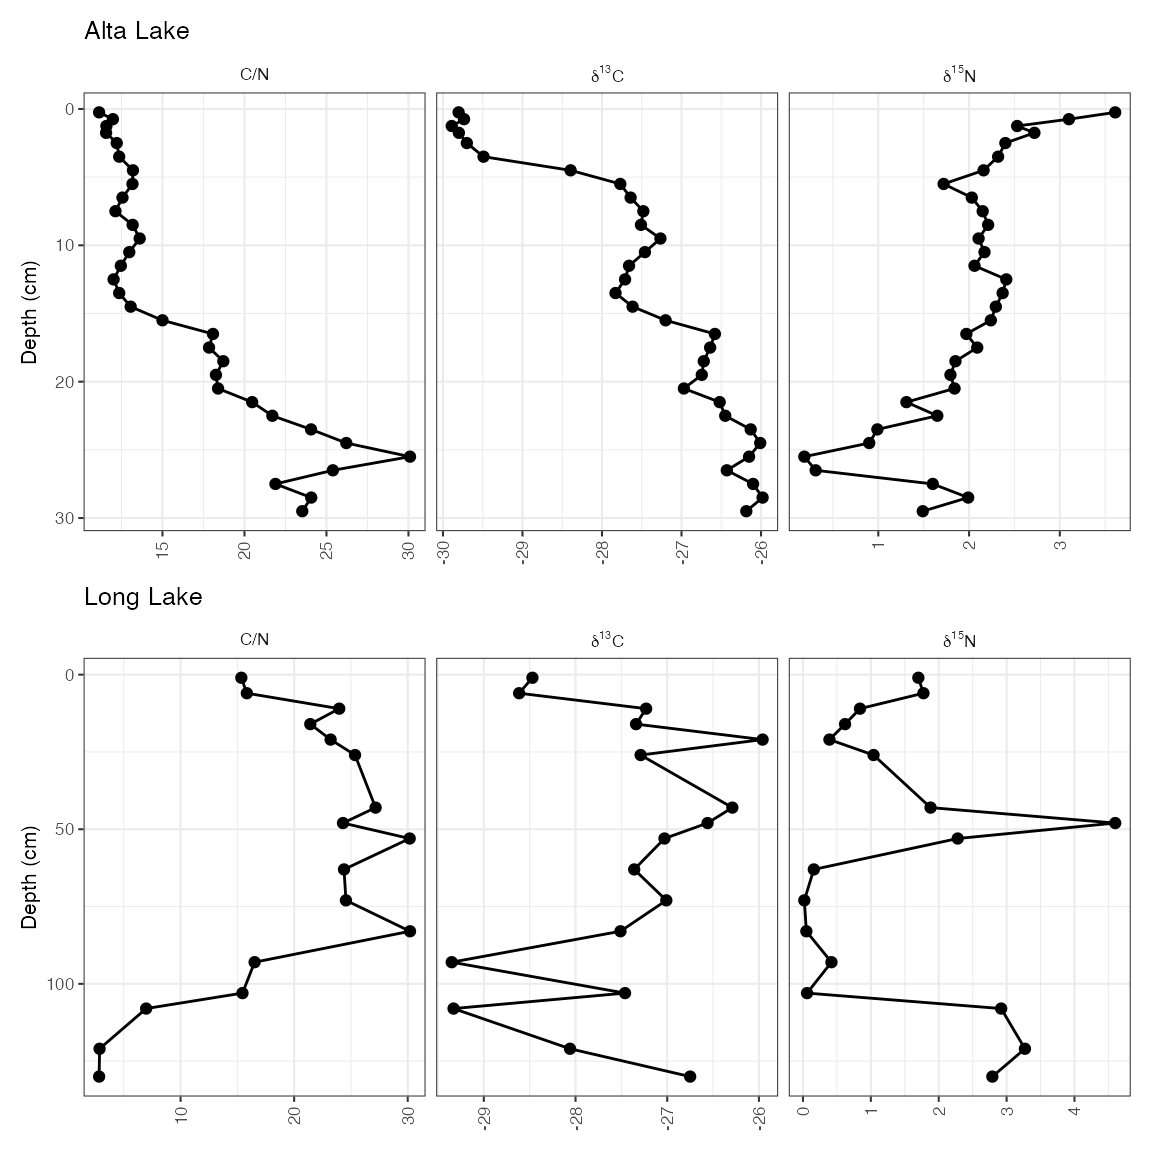 Alta Lake
C/N δ¹³C δ¹⁵N
Depth (cm)
0
10
20
30
15 20 25 30 -30 -29 -28 -27 -26 1 2 3
Long Lake
C/N δ¹³C δ¹⁵N
Depth (cm)
0
50
100
10 20 30 -29 -28 -27 -26 0 1 2 3 4